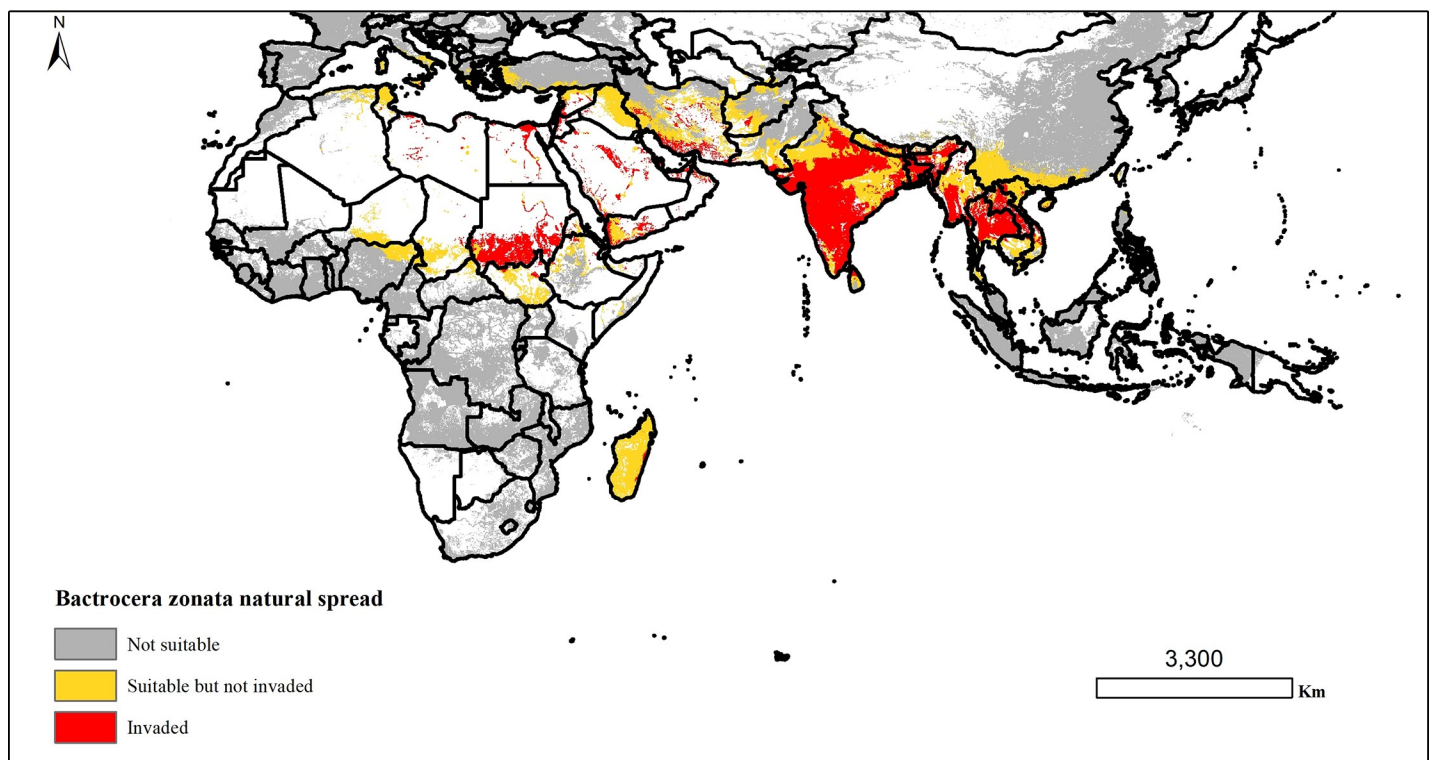 N
Bactrocera zonata natural spread
Not suitable
Suitable but not invaded
Invaded
3,300
Km